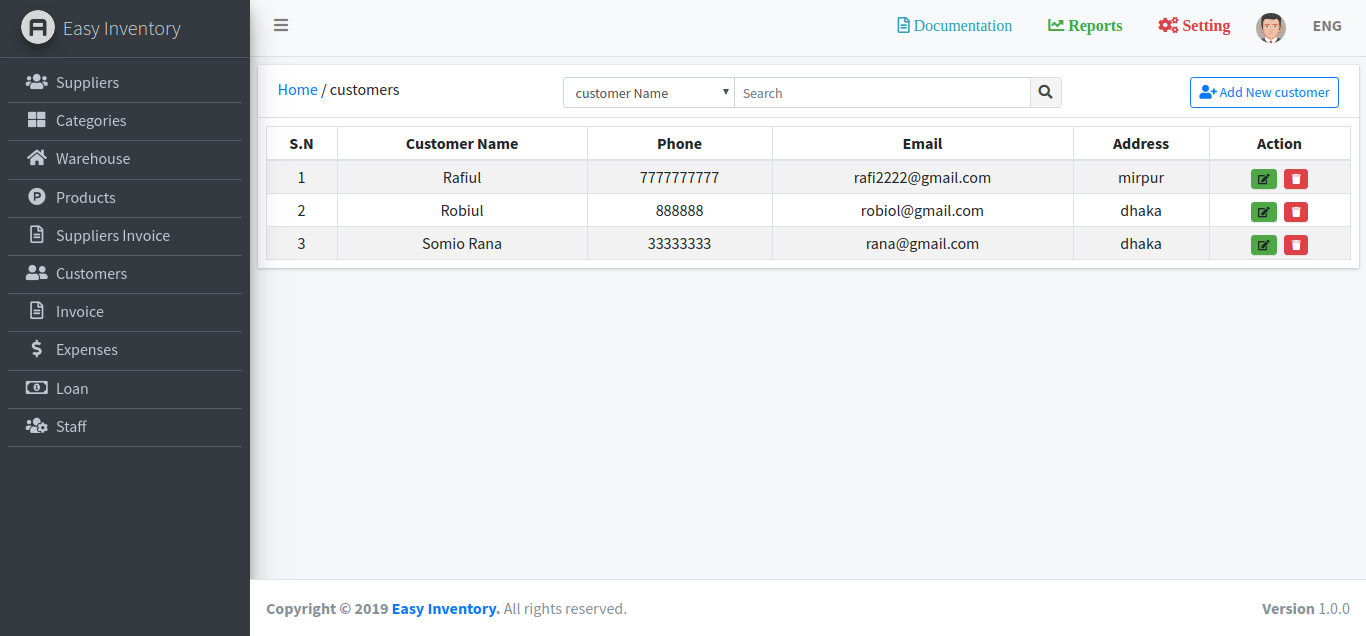 Easy Inventory
Documentation Reports Setting ENG
Suppliers
Categories
Warehouse
Products
Suppliers Invoice
Customers
Invoice
Expenses
Loan
Staff
Home / customers
customer Name Search
Add New customer
S.N Customer Name Phone Email Address Action
1 Rafiul 7777777777 rafi2222@gmail.com mirpur
2 Robiul 888888 robiol@gmail.com dhaka
3 Somio Rana 33333333 rana@gmail.com dhaka
Copyright © 2019 Easy Inventory. All rights reserved.
Version 1.0.0